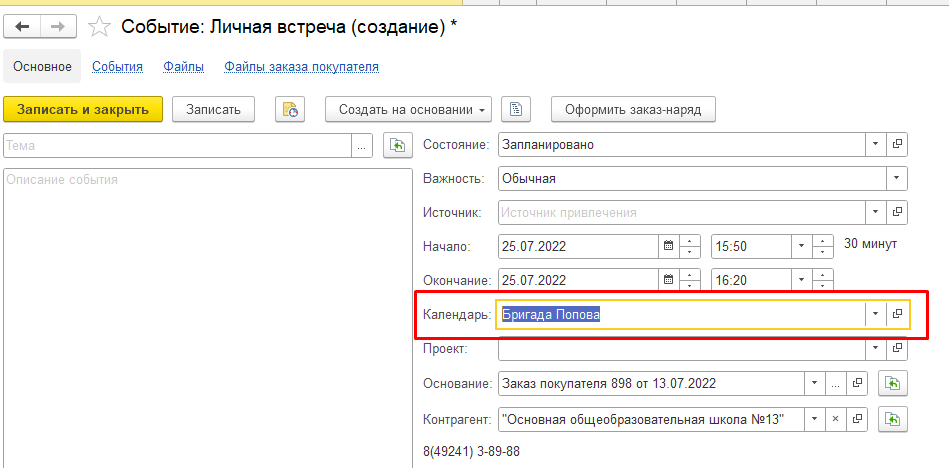 Событие: Личная встреча (создание) *
Основное События Файлы Файлы заказа покупателя
Записать и закрыть Записать Создать на основании Оформить заказ-наряд
Тема ...
Описание события
Состояние: Запланировано
Важность: Обычная
Источник: Источник привлечения
Начало: 25.07.2022 15:50 30 минут
Окончание: 25.07.2022 16:20
Календарь: Бригада Попова
Проект:
Основание: Заказ покупателя 898 от 13.07.2022 ...
Контрагент: "Основная общеобразовательная школа №13" ×
8(49241) 3-89-88